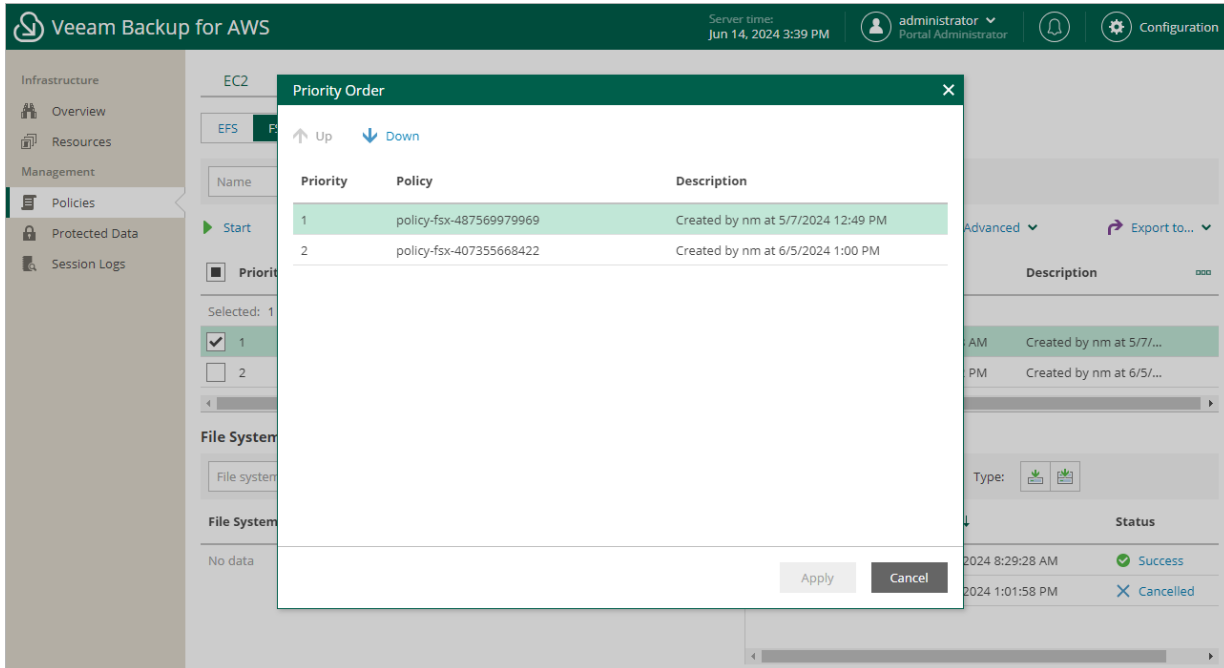 Veeam Backup for AWS
Server time:
Jun 14, 2024 3:39 PM
administrator
Portal Administrator
Configuration
Infrastructure
Overview
Resources
Management
Policies
Protected Data
Session Logs
EC2
EFS
Name
Start
Advanced
Export to...
Description
Selected: 1
1
AM
Created by nm at 5/7/...
2
PM
Created by nm at 6/5/...
File System
File system
Type:
File System
Status
No data
2024 8:29:28 AM
Success
2024 1:01:58 PM
Cancelled
Priority Order
Up
Down
Priority Policy Description
1 policy-fsx-487569979969 Created by nm at 5/7/2024 12:49 PM
2 policy-fsx-407355668422 Created by nm at 6/5/2024 1:00 PM
Apply
Cancel